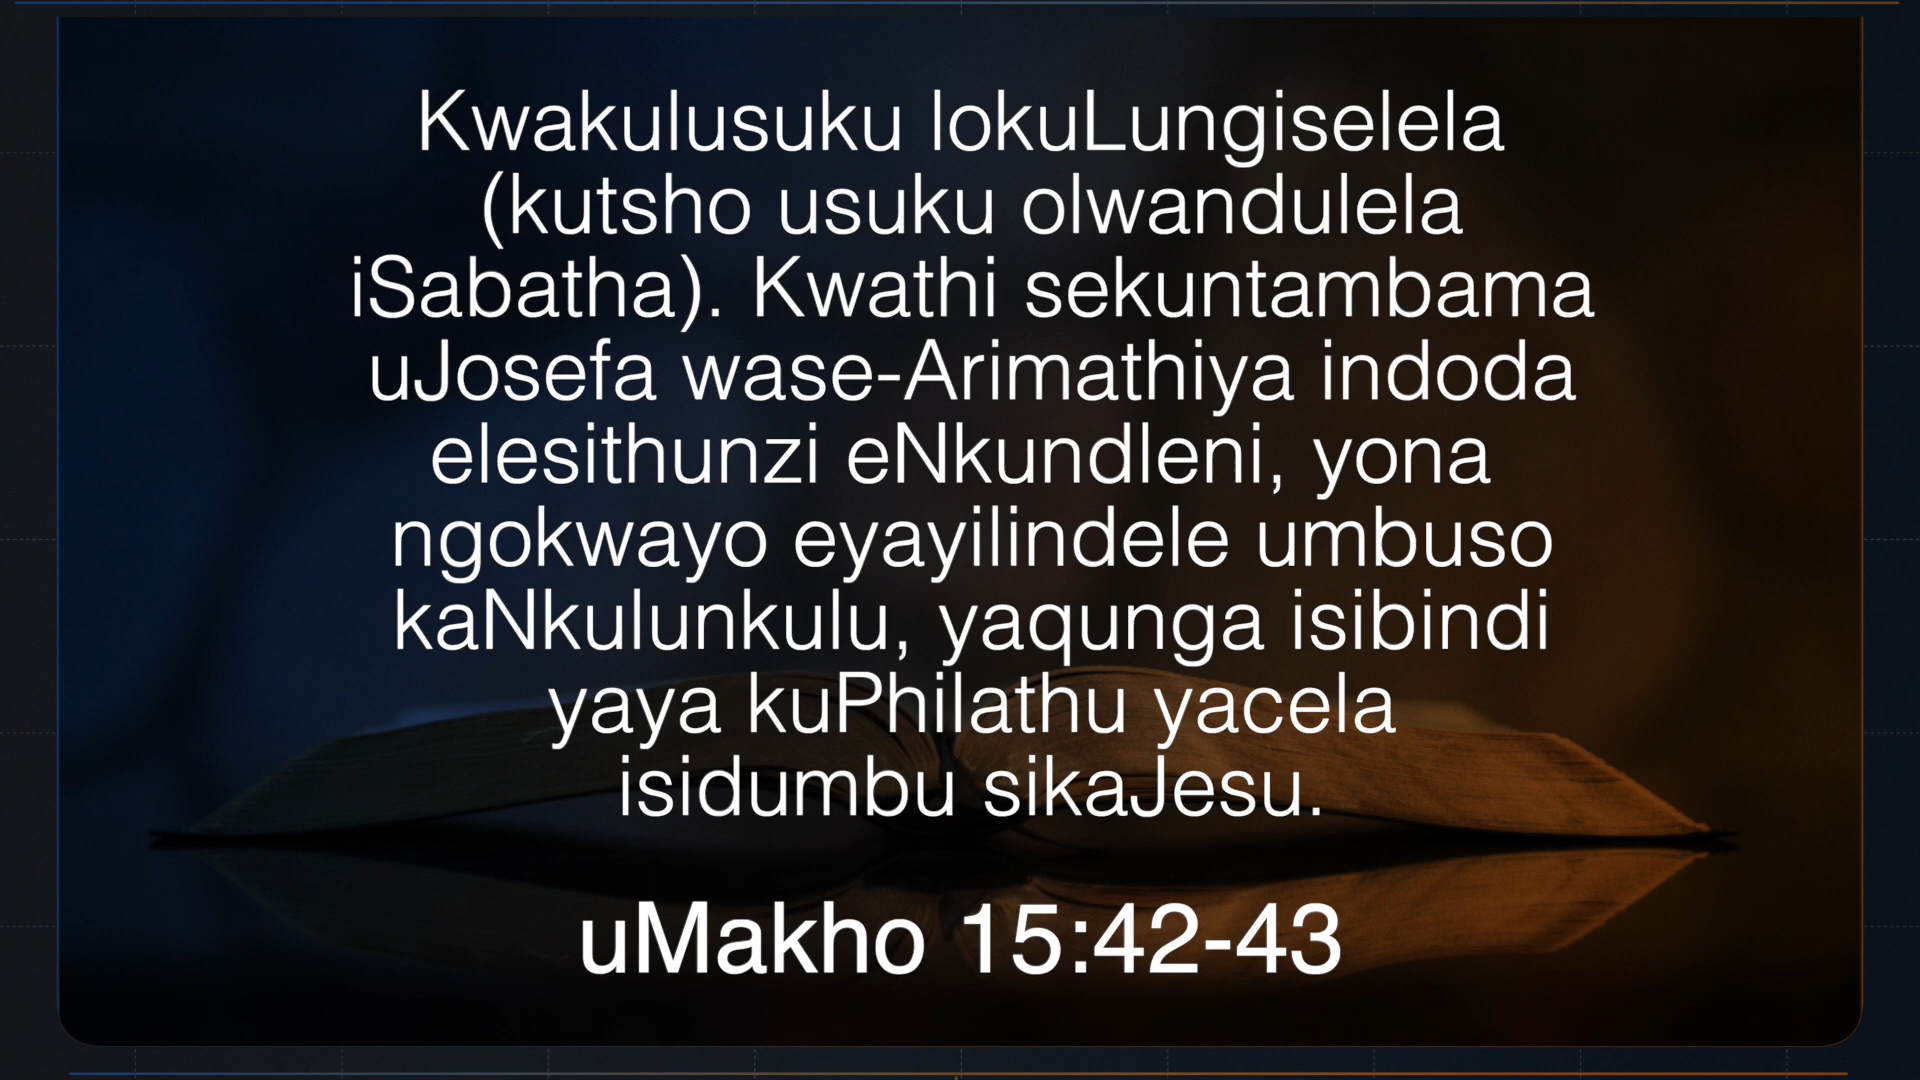 Kwakulusuku lokuLungiselela
(kutsho usuku olwandulela
iSabatha). Kwathi sekuntambama
uJosefa wase-Arimathiya indoda
elesithunzi eNkundleni, yona
ngokwayo eyayilindele umbuso
kaNkulunkulu, yaqunga isibindi
yaya kuPhilathu yacela
isidumbu sikaJesu.
uMakho 15:42-43